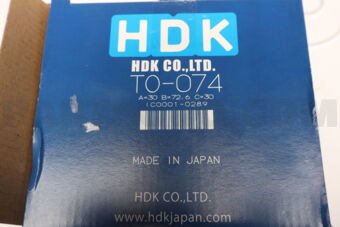 HDK
HDK CO.,LTD.
TO-074
A=30 B=72.6 C=30
IC0001-0289
MADE IN JAPAN
HDK CO.,LTD.
www.hdkjapan.com